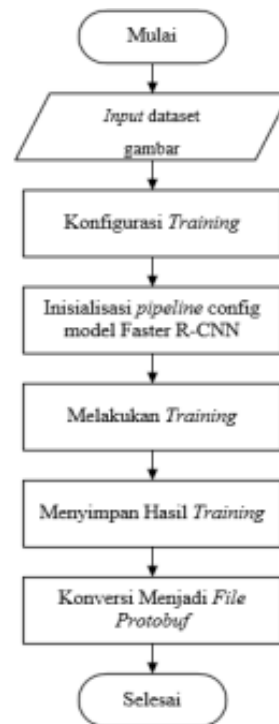 Mulai
Input dataset
gambar
Konfigurasi Training
Inisialisasi pipeline config
model Faster R-CNN
Melakukan Training
Menyimpan Hasil Training
Konversi Menjadi File
Protobuf
Selesai